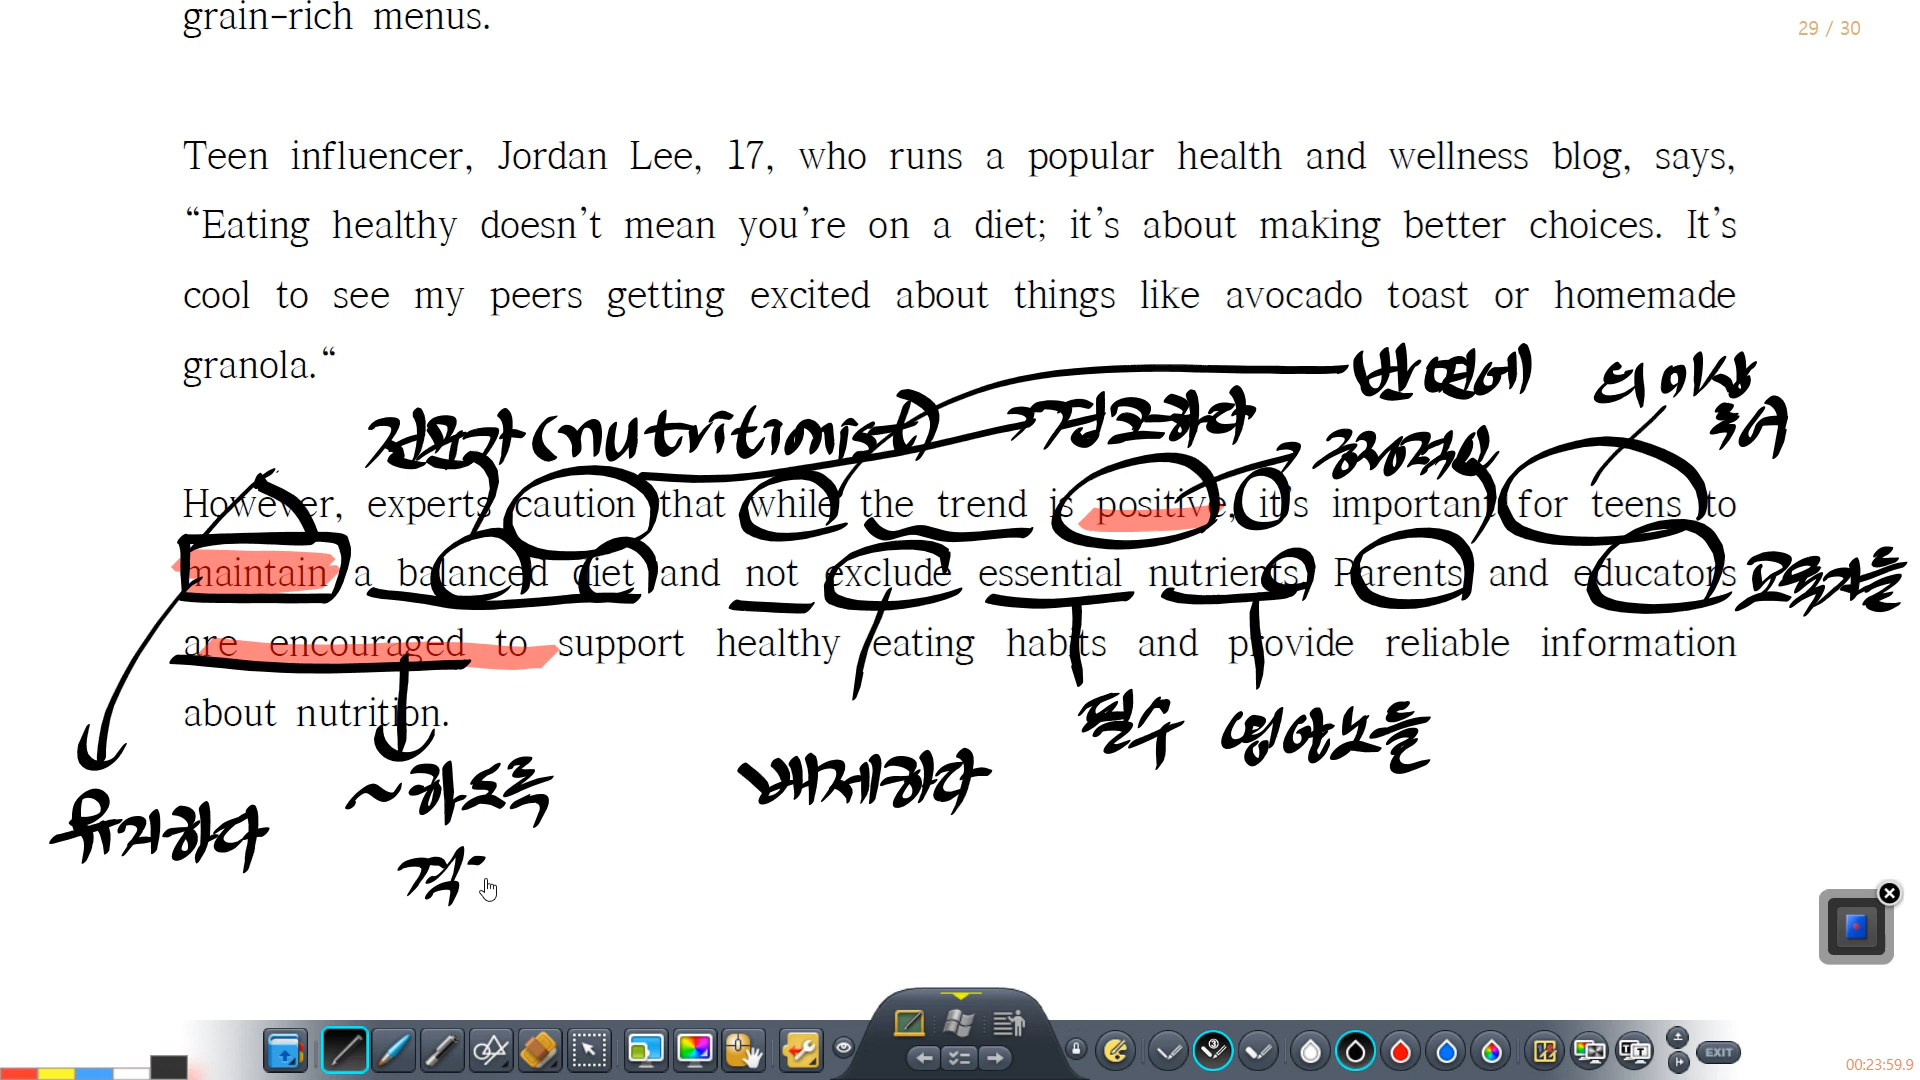 grain-rich menus.
29 / 30
Teen influencer, Jordan Lee, 17, who runs a popular health and wellness blog, says,
“Eating healthy doesn’t mean you’re on a diet; it’s about making better choices. It’s
cool to see my peers getting excited about things like avocado toast or homemade
granola.“
반면에 의미상
주어
전문가(nutritionist) 경고하다
긍정적인
However, experts caution that while the trend is positive, it’s important for teens to
maintain a balanced diet and not exclude essential nutrients. Parents and educators 교육자들
are encouraged to support healthy eating habits and provide reliable information
about nutrition.
필수 영양소들
유지하다 ~하도록 배제하다
EXIT
00:23:59.9